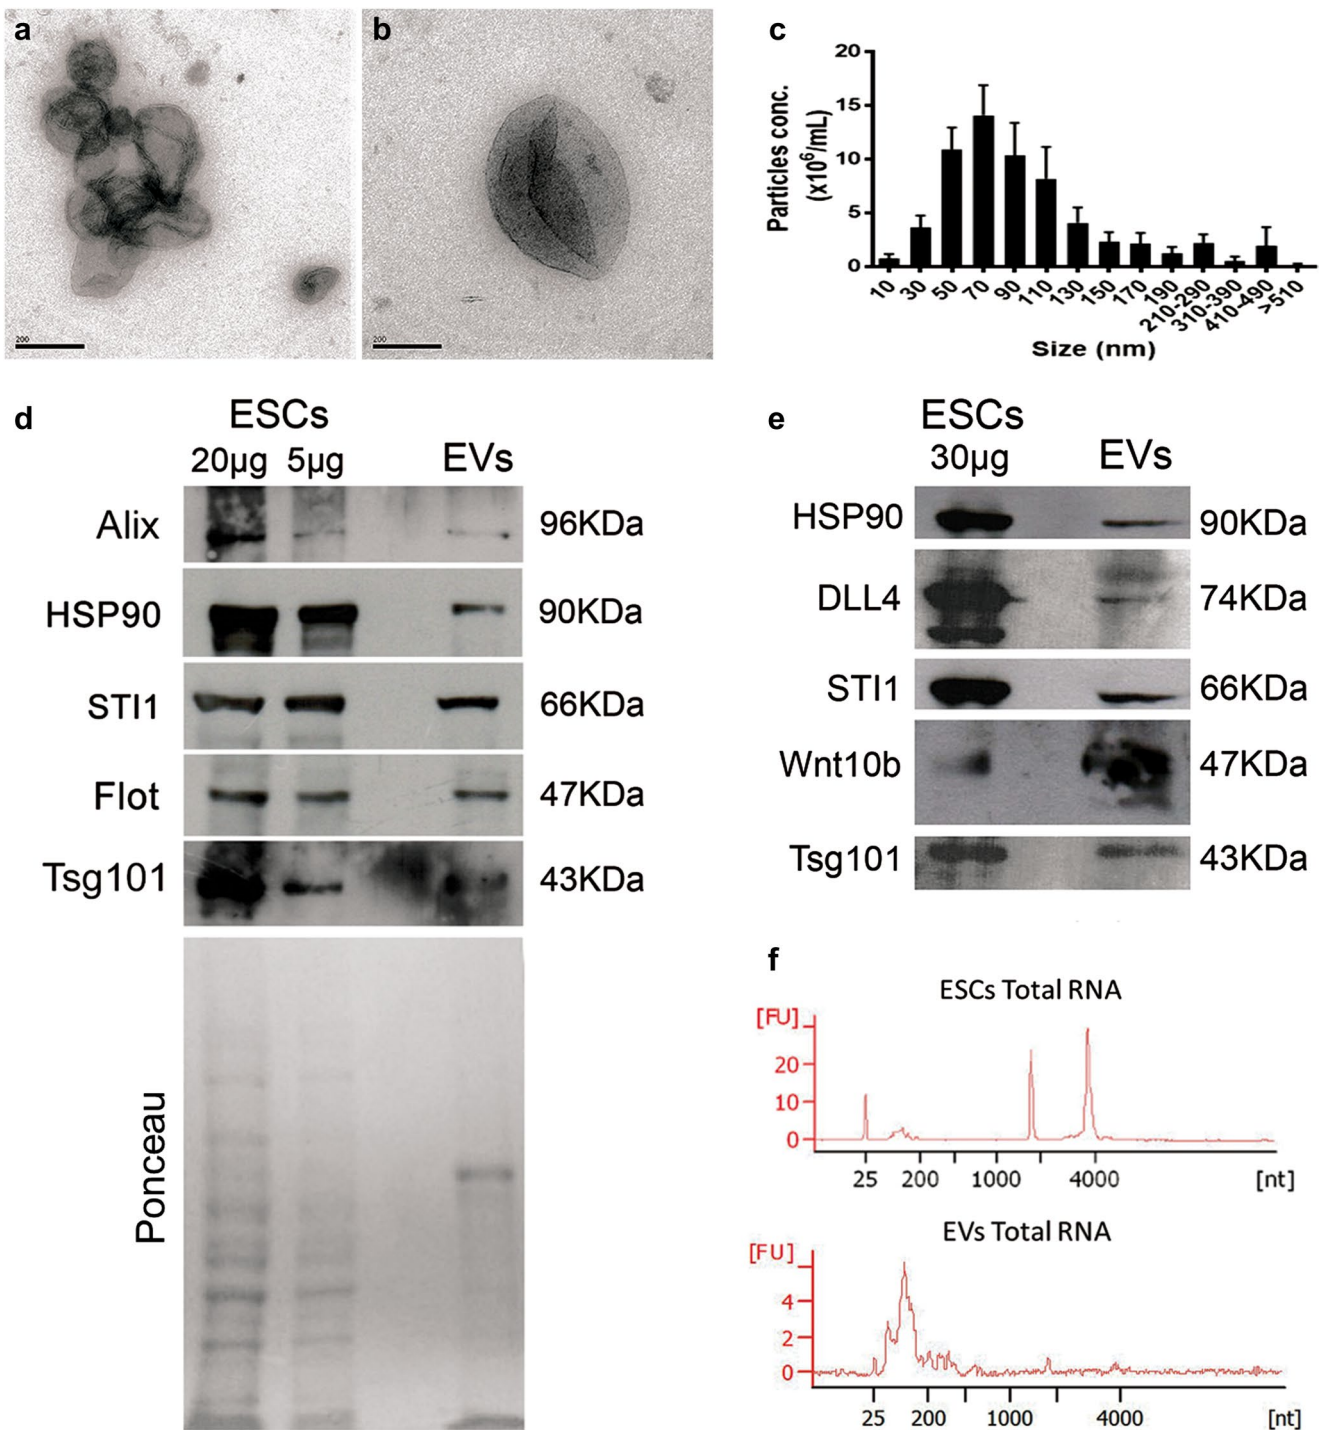 a
200
b
200
c
Particles conc.
(x10⁶/mL)
20
15
10
5
0
10
30
50
70
90
110
130
150
170
190
210-290
310-390
410-490
>510
Size (nm)
d
ESCs
20µg 5µg EVs
Alix 96KDa
HSP90 90KDa
STI1 66KDa
Flot 47KDa
Tsg101 43KDa
Ponceau
e
ESCs
30µg EVs
HSP90 90KDa
DLL4 74KDa
STI1 66KDa
Wnt10b 47KDa
Tsg101 43KDa
f
ESCs Total RNA
[FU]
20
10
0
25 200 1000 4000 [nt]
EVs Total RNA
[FU]
4
2
0
25 200 1000 4000 [nt]